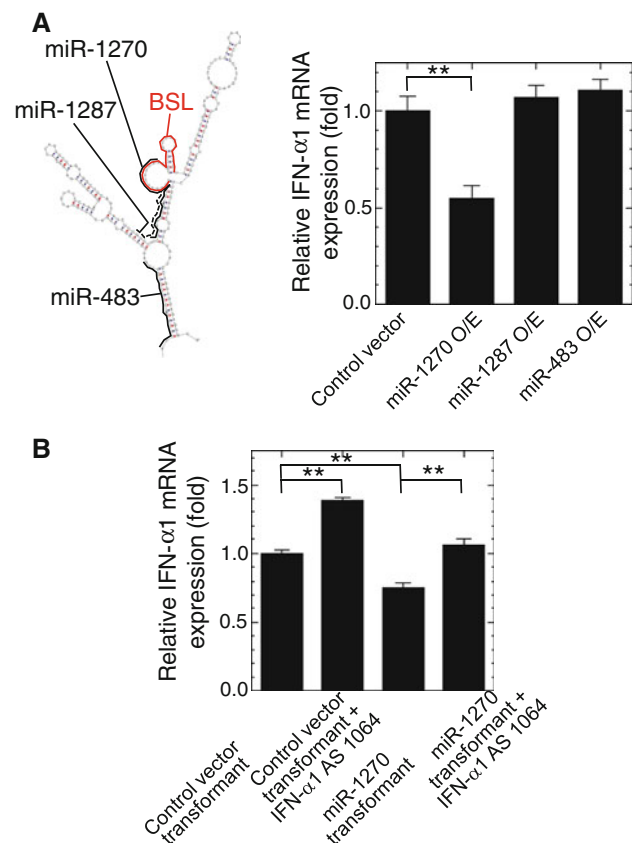 A
miR-1270
miR-1287
BSL
miR-483
Relative IFN-α1 mRNA
expression (fold)
1.0
0.5
0.0
**
Control vector
miR-1270 O/E
miR-1287 O/E
miR-483 O/E
B
Relative IFN-α1 mRNA
expression (fold)
1.5
1.0
0.5
0.0
**
**
**
Control vector
transformant
Control vector
transformant +
IFN-α1 AS 1064
miR-1270
transformant
miR-1270
transformant +
IFN-α1 AS 1064